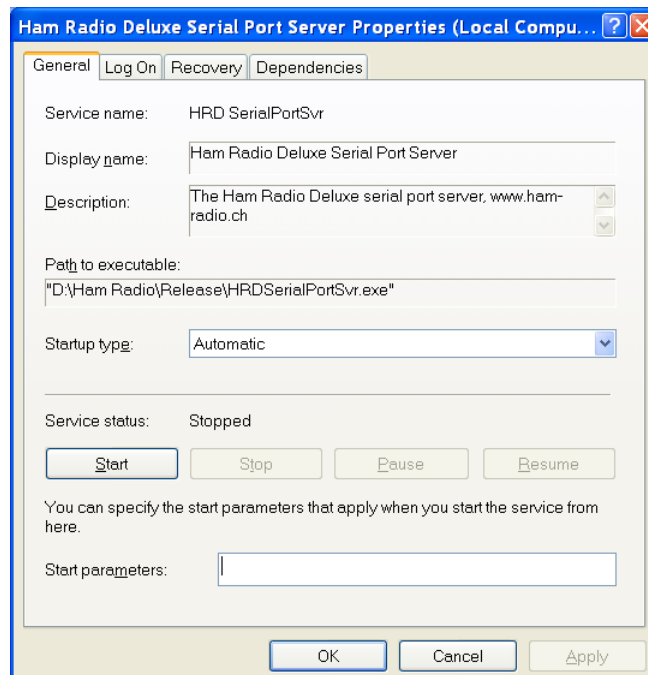 Ham Radio Deluxe Serial Port Server Properties (Local Compu...
General Log On Recovery Dependencies
Service name: HRD SerialPortSvr
Display name: Ham Radio Deluxe Serial Port Server
Description: The Ham Radio Deluxe serial port server, www.ham-
radio.ch
Path to executable:
"D:\Ham Radio\Release\HRDSerialPortSvr.exe"
Startup type: Automatic
Service status: Stopped
Start Stop Pause Resume
You can specify the start parameters that apply when you start the service from
here.
Start parameters:
OK Cancel Apply